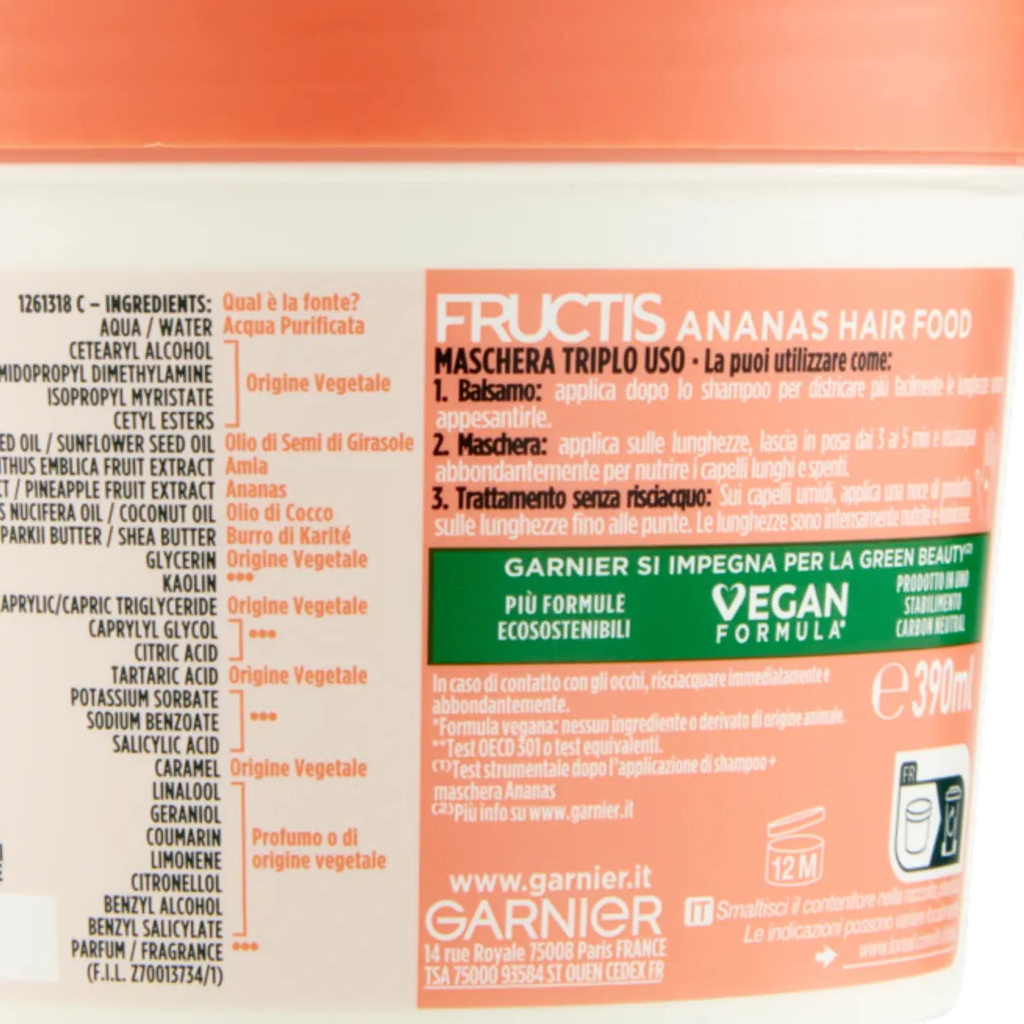 1261318 C – INGREDIENTS: Qual è la fonte?
AQUA / WATER Acqua Purificata
CETEARYL ALCOHOL
MIDOPROPYL DIMETHYLAMINE
ISOPROPYL MYRISTATE
CETYL ESTERS
Origine Vegetale
ED OIL / SUNFLOWER SEED OIL Olio di Semi di Girasole
NTHUS EMBLICA FRUIT EXTRACT Amla
CT / PINEAPPLE FRUIT EXTRACT Ananas
S NUCIFERA OIL / COCONUT OIL Olio di Cocco
PARKII BUTTER / SHEA BUTTER Burro di Karité
GLYCERIN Origine Vegetale
KAOLIN •••
CAPRYLIC/CAPRIC TRIGLYCERIDE Origine Vegetale
CAPRYLYL GLYCOL
CITRIC ACID
•••
TARTARIC ACID Origine Vegetale
POTASSIUM SORBATE
SODIUM BENZOATE
SALICYLIC ACID
•••
CARAMEL Origine Vegetale
LINALOOL
GERANIOL
COUMARIN
LIMONENE
CITRONELLOL
BENZYL ALCOHOL
BENZYL SALICYLATE
Profumo o di
origine vegetale
PARFUM / FRAGRANCE •••
(F.I.L. Z70013734/1)
FRUCTIS ANANAS HAIR FOOD
MASCHERA TRIPLO USO · La puoi utilizzare come:
1. Balsamo: applica dopo lo shampoo per districare più facilmente le lunghezze
appesantirle.
2. Maschera: applica sulle lunghezze, lascia in posa dai 3 ai 5 min e risciacqua
abbondantemente per nutrire i capelli lunghi e spenti.
3. Trattamento senza risciacquo: Sui capelli umidi, applica una noce di prodotto
sulle lunghezze fino alle punte. Le lunghezze sono intensamente nutrite e luminose.
GARNIER SI IMPEGNA PER LA GREEN BEAUTY(2)
PIÙ FORMULE
ECOSOSTENIBILI
VEGAN
FORMULA*
PRODOTTO IN UNO
STABILIMENTO
CARBON NEUTRAL
In caso di contatto con gli occhi, risciacquare immediatamente e
abbondantemente.
*Formula vegana: nessun ingrediente o derivato di origine animale.
**Test OECD 301 o test equivalenti.
(1)Test strumentale dopo l'applicazione di shampoo+
maschera Ananas
(2)Più info su www.garnier.it
℮ 390ml
FR
12 M
www.garnier.it
GARNIER
14 rue Royale 75008 Paris FRANCE
TSA 75000 93584 ST OUEN CEDEX FR
IT Smaltisci il contenitore nella raccolta
Le indicazioni possono variare localmente